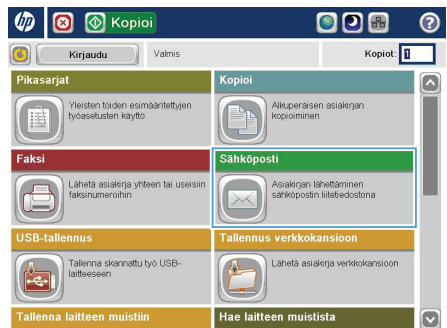 hp
Kopioi
?
Kirjaudu
Valmis
Kopiot: 1
Pikasarjat
Yleisten töiden esimääritettyjen
työasetusten käyttö
Kopioi
Alkuperäisen asiakirjan
kopioiminen
Faksi
Lähetä asiakirja yhteen tai useisiin
faksinumeroihin
Sähköposti
Asiakirjan lähettäminen
sähköpostin liitetiedostona
USB-tallennus
Tallenna skannattu työ USB-
laitteeseen
Tallennus verkkokansioon
Lähetä asiakirja verkkokansioon
Tallenna laitteen muistiin
Hae laitteen muistista